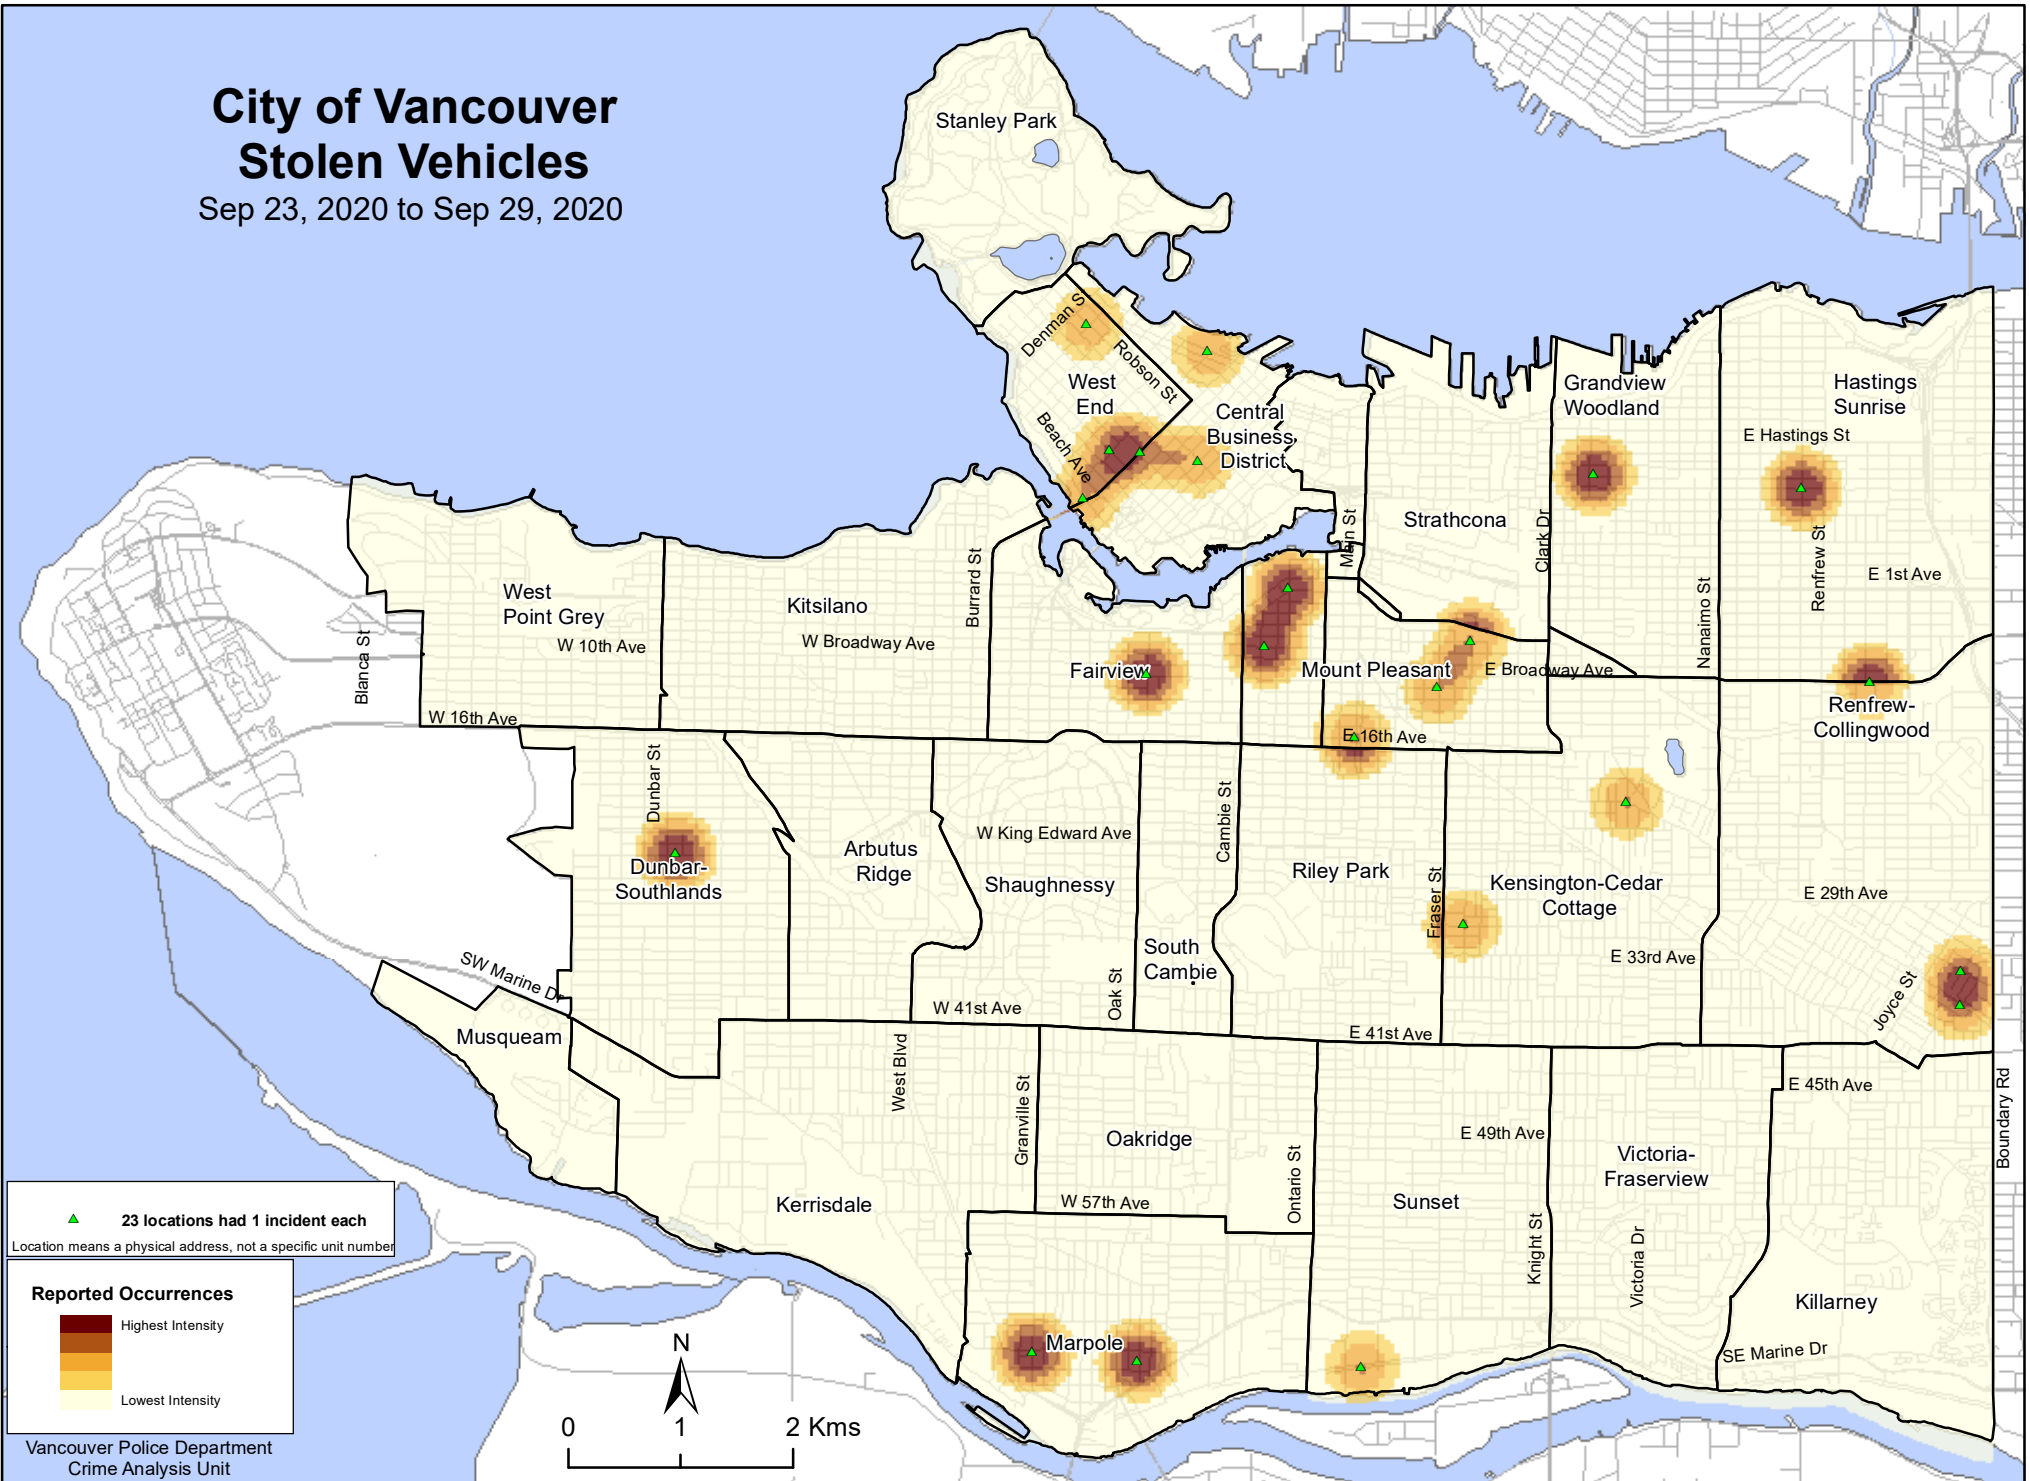 City of Vancouver
Stolen Vehicles
Sep 23, 2020 to Sep 29, 2020
Stanley Park
Denman S
Robson St
West
End
Beach Ave
Central
Business
District
Grandview
Woodland
Hastings
Sunrise
E Hastings St
Strathcona
Main St
Clark Dr
Nanaimo St
Renfrew St
E 1st Ave
West
Point Grey
W 10th Ave
Blanca St
W 16th Ave
Kitsilano
W Broadway Ave
Burrard St
Fairview
Mount Pleasant
E Broadway Ave
E 16th Ave
Renfrew-
Collingwood
Dunbar St
Dunbar-
Southlands
Arbutus
Ridge
W King Edward Ave
Shaughnessy
Cambie St
South
Cambie
Oak St
Riley Park
Fraser St
Kensington-Cedar
Cottage
E 29th Ave
E 33rd Ave
Joyce St
SW Marine Dr
Musqueam
W 41st Ave
E 41st Ave
West Blvd
Granville St
Oakridge
E 45th Ave
E 49th Ave
Boundary Rd
Victoria-
Fraserview
W 57th Ave
Ontario St
Kerrisdale
Sunset
Knight St
Victoria Dr
Killarney
SE Marine Dr
Marpole
23 locations had 1 incident each
Location means a physical address, not a specific unit number
Reported Occurrences
Highest Intensity
Lowest Intensity
N
0 1 2 Kms
Vancouver Police Department
Crime Analysis Unit